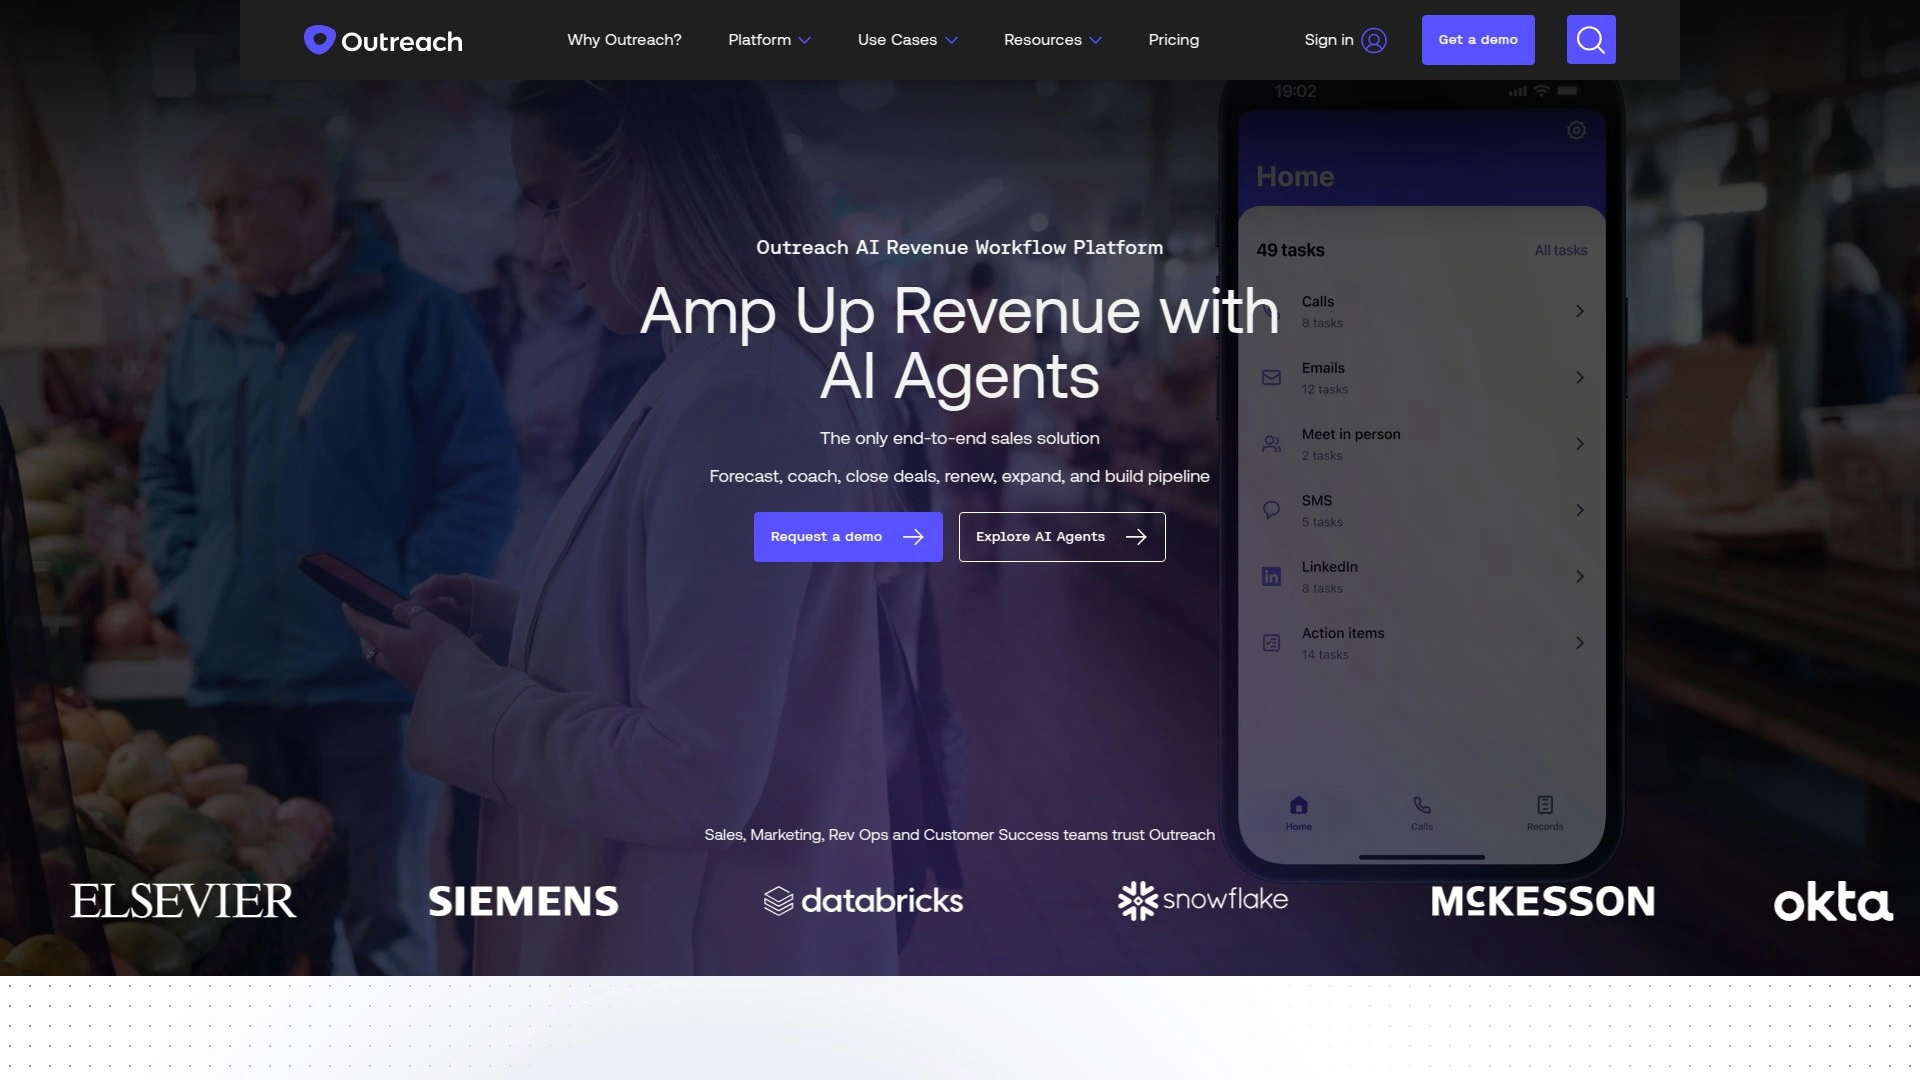 Outreach
Why Outreach?
Platform
Use Cases
Resources
Pricing
Sign in
Get a demo
19:02
Home
Outreach AI Revenue Workflow Platform
Amp Up Revenue with
AI Agents
The only end-to-end sales solution
Forecast, coach, close deals, renew, expand, and build pipeline
Request a demo
Explore AI Agents
49 tasks
All tasks
Calls
8 tasks
Emails
12 tasks
Meet in person
2 tasks
SMS
5 tasks
LinkedIn
8 tasks
Action items
14 tasks
Home
Calls
Records
Sales, Marketing, Rev Ops and Customer Success teams trust Outreach
ELSEVIER
SIEMENS
databricks
snowflake
McKESSON
okta